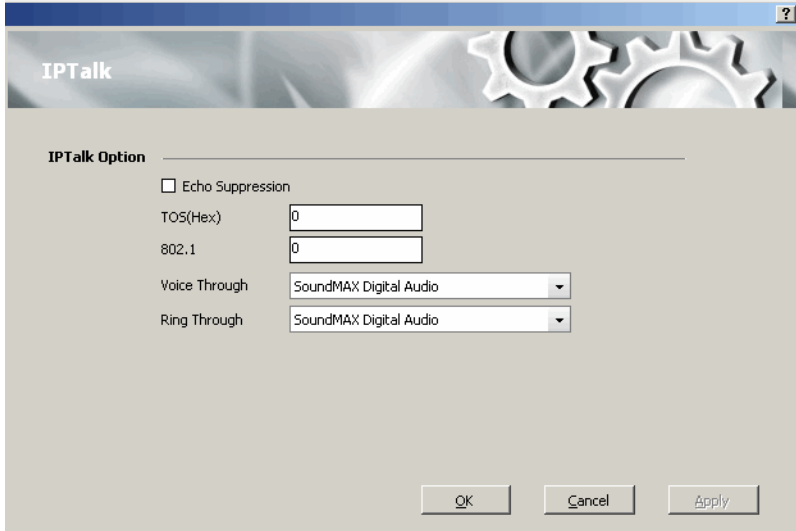 ?
IPTalk
IPTalk Option
Echo Suppression
TOS(Hex) 0
802.1 0
Voice Through SoundMAX Digital Audio
Ring Through SoundMAX Digital Audio
OK Cancel Apply